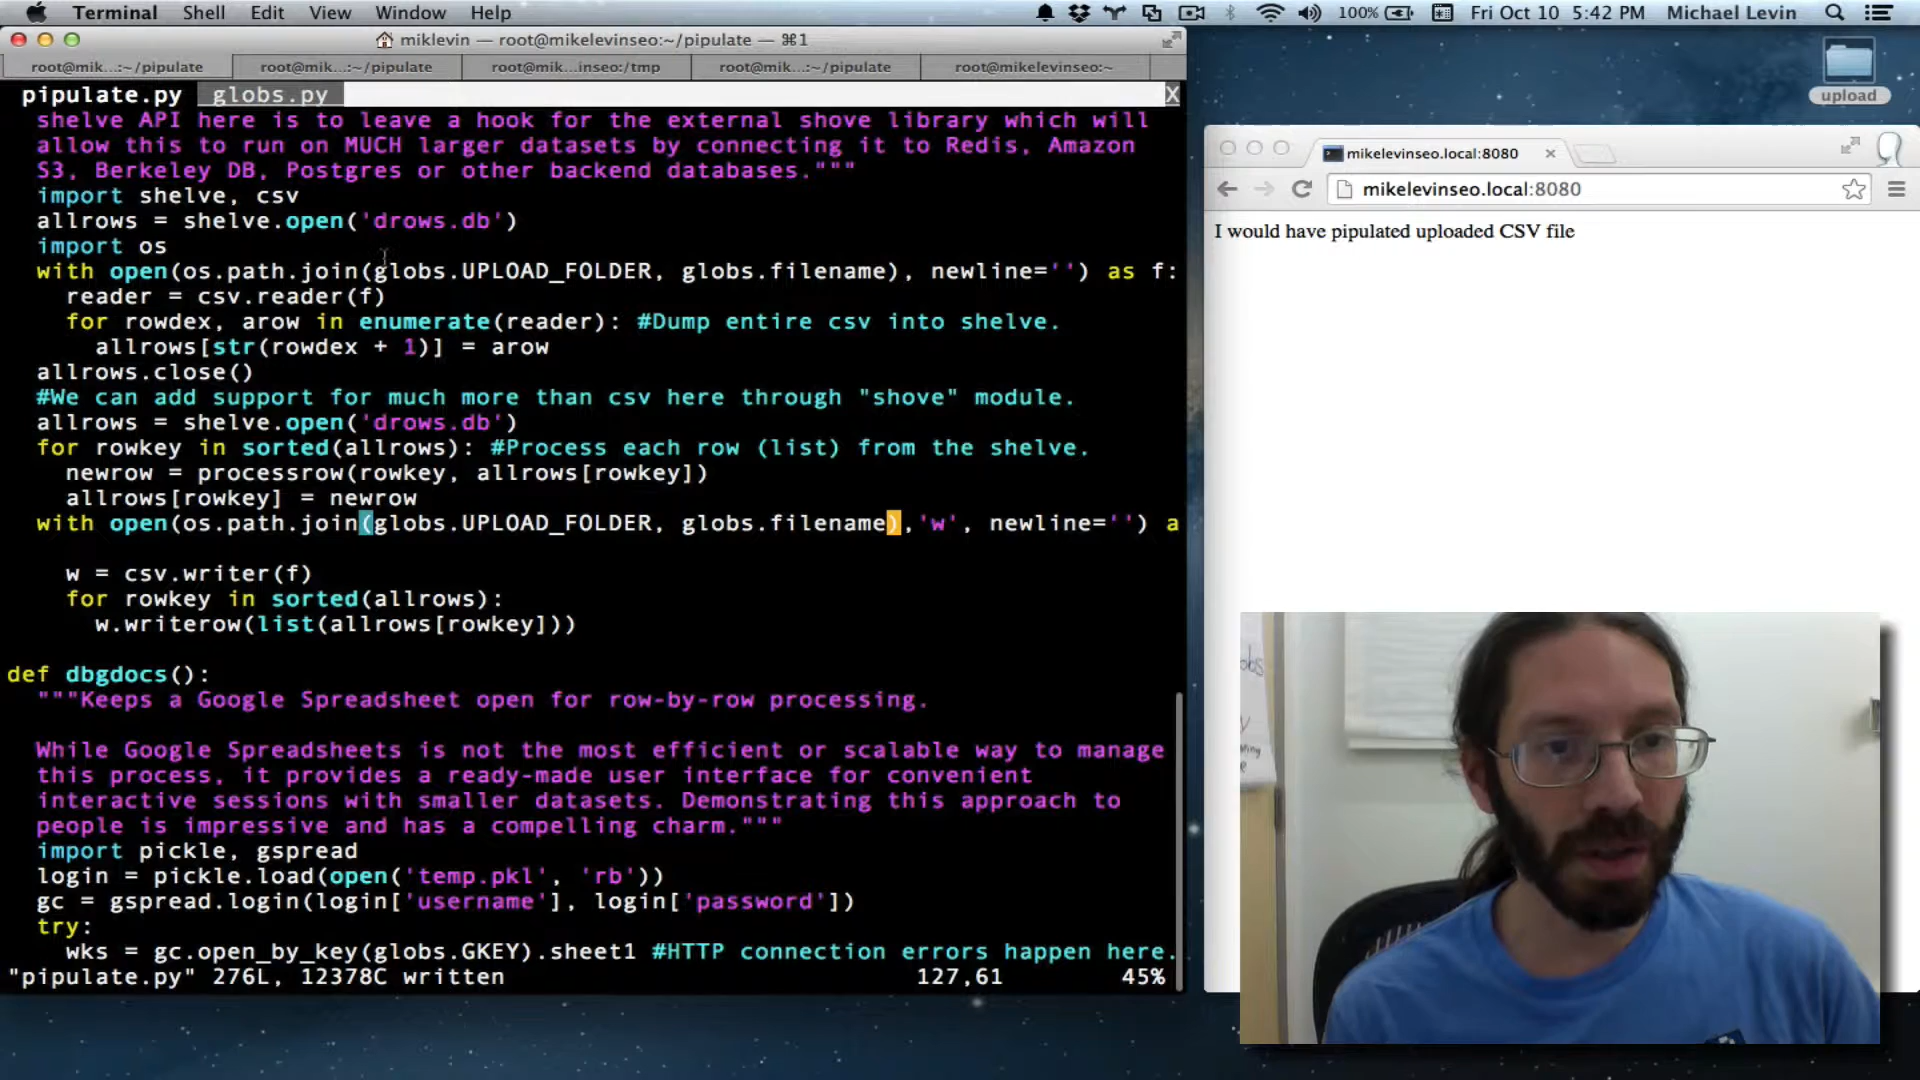 Terminal Shell Edit View Window Help
100% Fri Oct 10 5:42 PM Michael Levin
miklevin — root@mikelevinseo:~/pipulate — ⌘1
root@mik...:~/pipulate root@mik...:~/pipulate root@mik...inseo:/tmp root@mik...:~/pipulate root@mikelevinseo:~
pipulate.py globs.py X
shelve API here is to leave a hook for the external shove library which will
allow this to run on MUCH larger datasets by connecting it to Redis, Amazon
S3, Berkeley DB, Postgres or other backend databases."""
import shelve, csv
allrows = shelve.open('drows.db')
import os
with open(os.path.join(globs.UPLOAD_FOLDER, globs.filename), newline='') as f:
reader = csv.reader(f)
for rowdex, arow in enumerate(reader): #Dump entire csv into shelve.
allrows[str(rowdex + 1)] = arow
allrows.close()
#We can add support for much more than csv here through "shove" module.
allrows = shelve.open('drows.db')
for rowkey in sorted(allrows): #Process each row (list) from the shelve.
newrow = processrow(rowkey, allrows[rowkey])
allrows[rowkey] = newrow
with open(os.path.join(globs.UPLOAD_FOLDER, globs.filename),'w', newline='') a
w = csv.writer(f)
for rowkey in sorted(allrows):
w.writerow(list(allrows[rowkey]))
def dbgdocs():
"""Keeps a Google Spreadsheet open for row-by-row processing.
While Google Spreadsheets is not the most efficient or scalable way to manage
this process, it provides a ready-made user interface for convenient
interactive sessions with smaller datasets. Demonstrating this approach to
people is impressive and has a compelling charm."""
import pickle, gspread
login = pickle.load(open('temp.pkl', 'rb'))
gc = gspread.login(login['username'], login['password'])
try:
wks = gc.open_by_key(globs.GKEY).sheet1 #HTTP connection errors happen here.
"pipulate.py" 276L, 12378C written 127,61 45%
upload
mikelevinseo.local:8080
mikelevinseo.local:8080
I would have pipulated uploaded CSV file